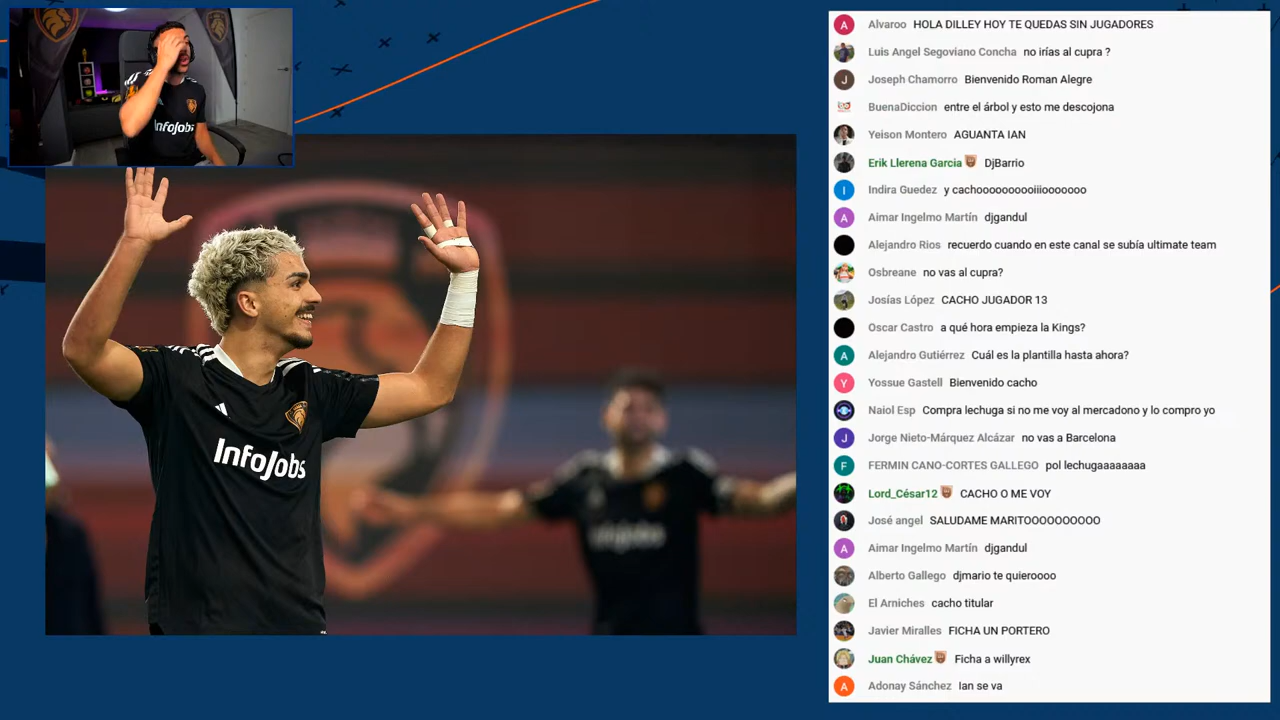 InfoJobs
InfoJobs
Alvaroo HOLA DILLEY HOY TE QUEDAS SIN JUGADORES
Luis Angel Segoviano Concha no irías al cupra ?
Joseph Chamorro Bienvenido Roman Alegre
BuenaDiccion entre el árbol y esto me descojona
Yeison Montero AGUANTA IAN
Erik Llerena Garcia DjBarrio
Indira Guedez y cachoooooooooiiiooooooo
Aimar Ingelmo Martín djgandul
Alejandro Rios recuerdo cuando en este canal se subía ultimate team
Osbreane no vas al cupra?
Josías López CACHO JUGADOR 13
Oscar Castro a qué hora empieza la Kings?
Alejandro Gutiérrez Cuál es la plantilla hasta ahora?
Yossue Gastell Bienvenido cacho
Naiol Esp Compra lechuga si no me voy al mercadono y lo compro yo
Jorge Nieto-Márquez Alcázar no vas a Barcelona
FERMIN CANO-CORTES GALLEGO pol lechugaaaaaaa
Lord_César12 CACHO O ME VOY
José angel SALUDAME MARITOOOOOOOOOO
Aimar Ingelmo Martín djgandul
Alberto Gallego djmario te quieroooo
El Arniches cacho titular
Javier Miralles FICHA UN PORTERO
Juan Chávez Ficha a willyrex
Adonay Sánchez Ian se va